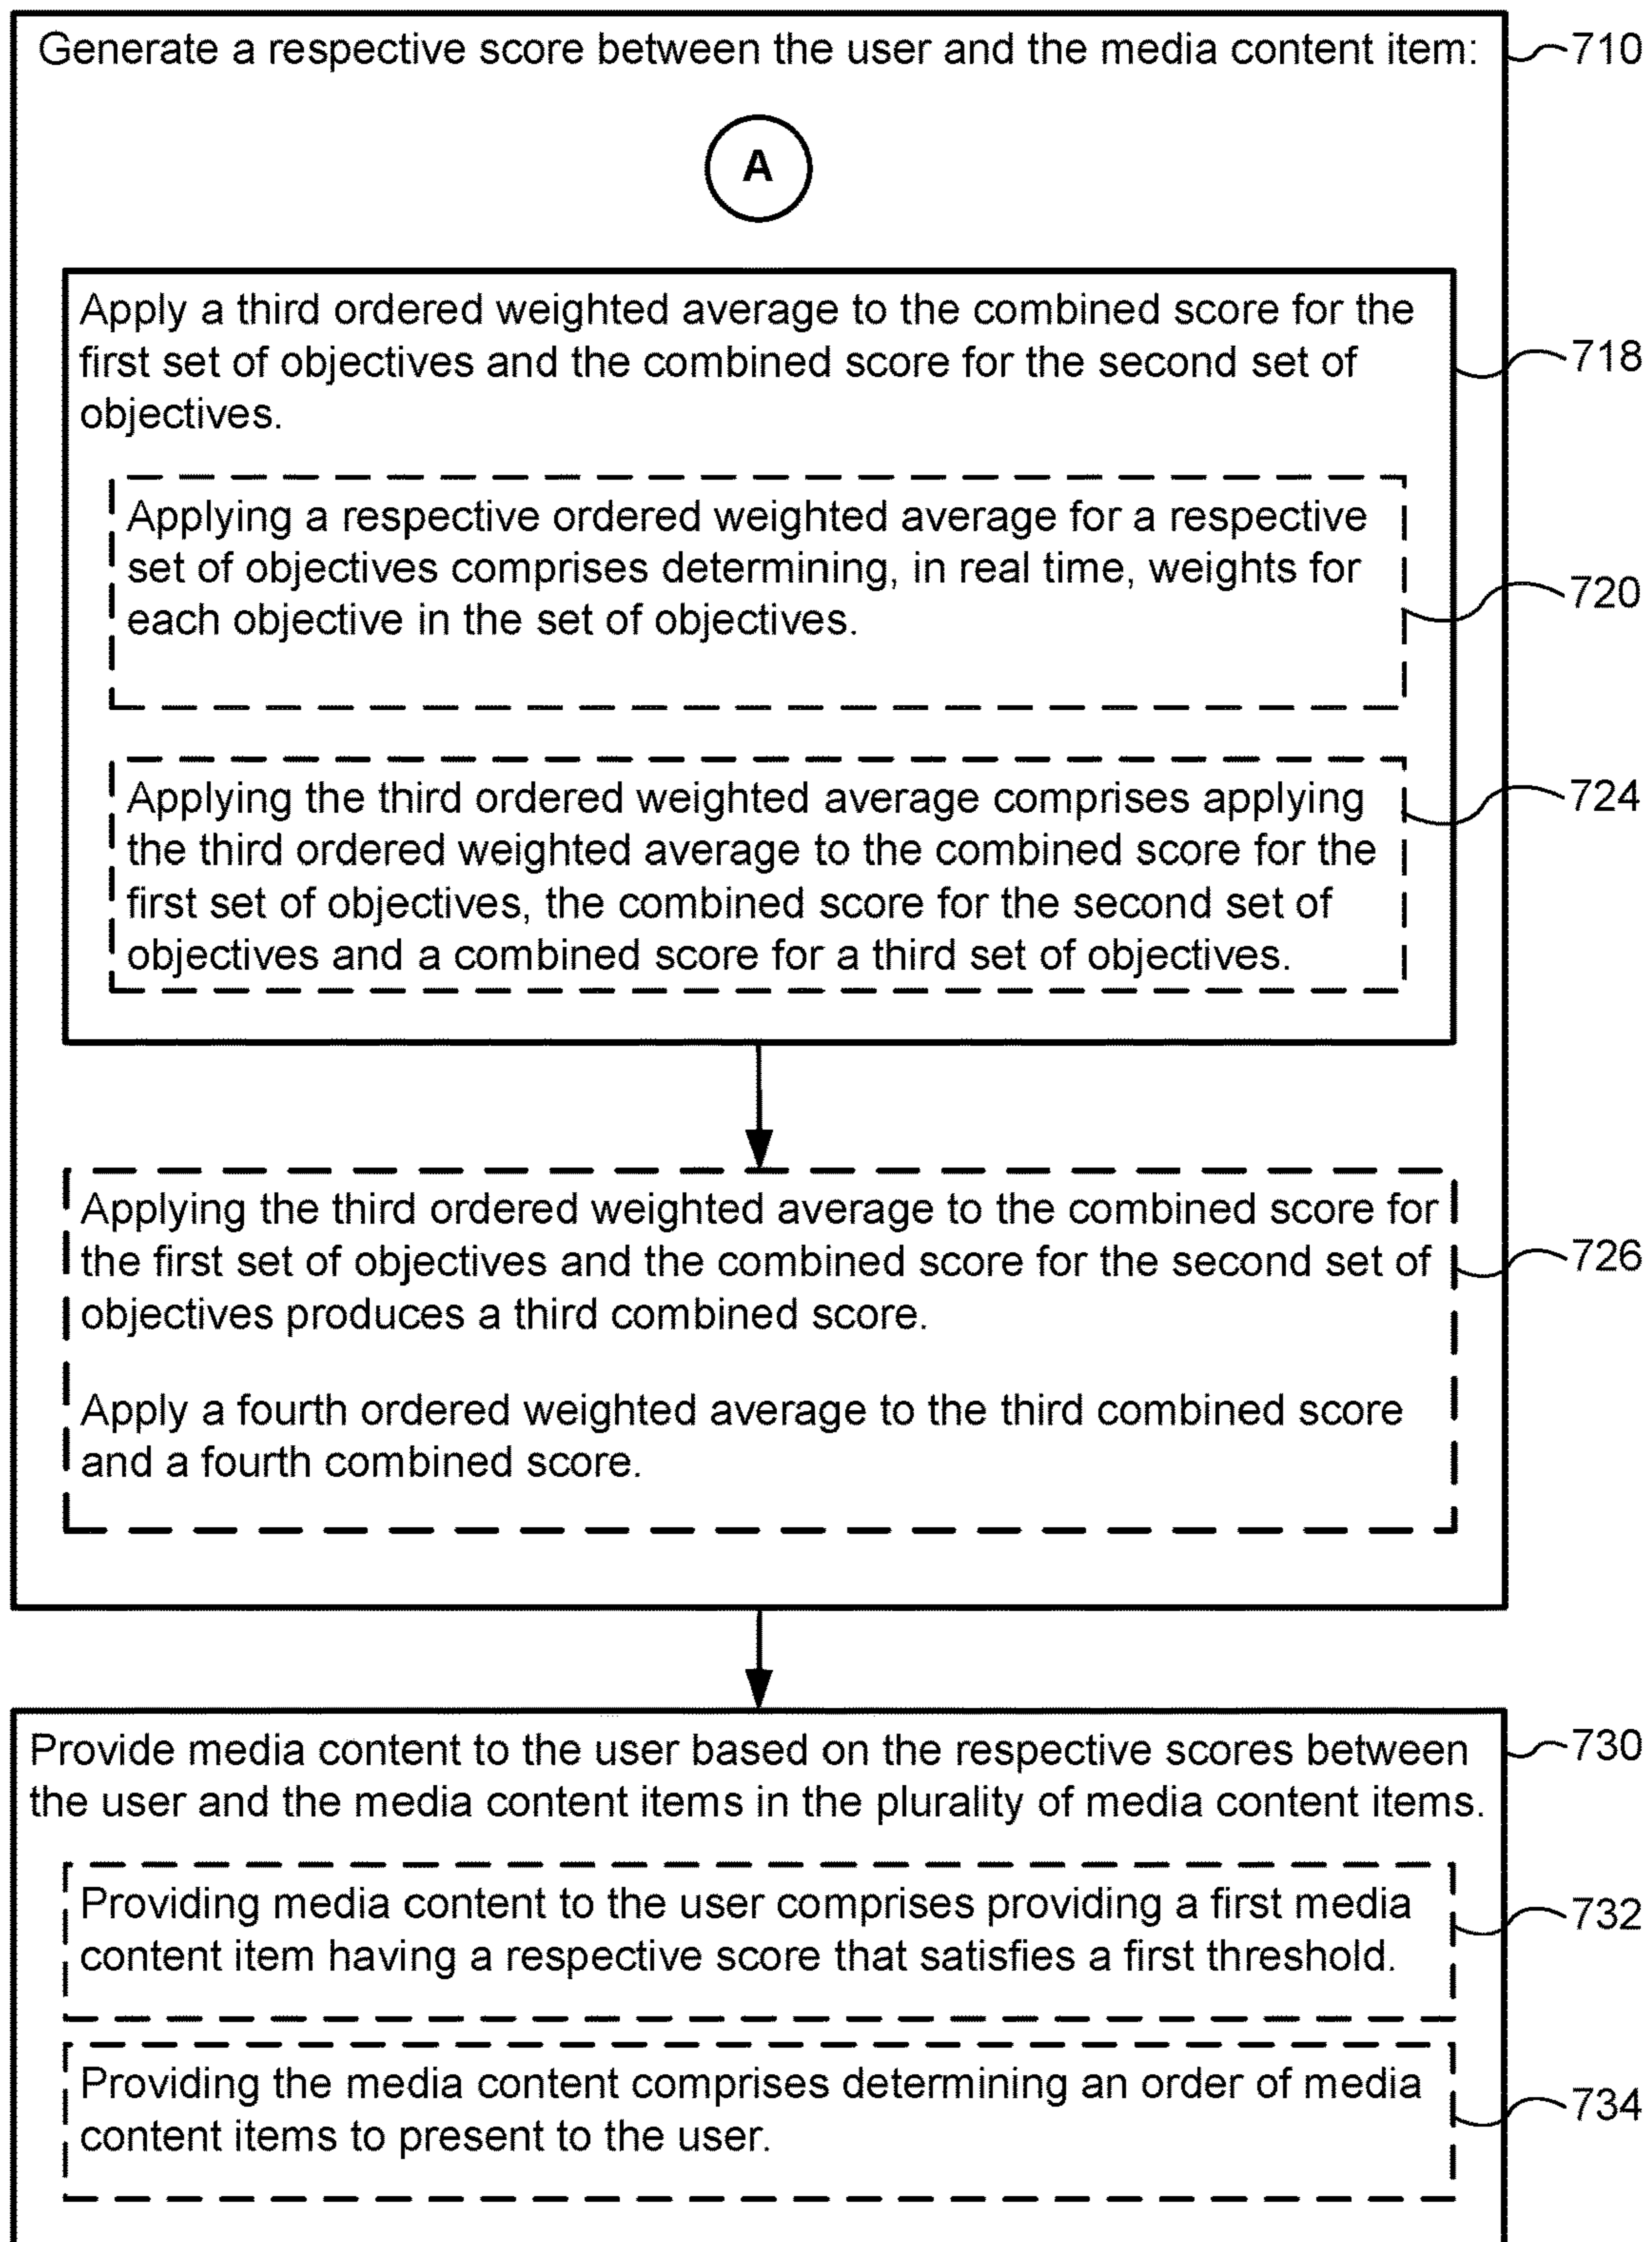 Generate a respective score between the user and the media content item:
710
A
Apply a third ordered weighted average to the combined score for the
first set of objectives and the combined score for the second set of
objectives.
718
Applying a respective ordered weighted average for a respective
set of objectives comprises determining, in real time, weights for
each objective in the set of objectives.
720
Applying the third ordered weighted average comprises applying
the third ordered weighted average to the combined score for the
first set of objectives, the combined score for the second set of
objectives and a combined score for a third set of objectives.
724
Applying the third ordered weighted average to the combined score for
the first set of objectives and the combined score for the second set of
objectives produces a third combined score.
726
Apply a fourth ordered weighted average to the third combined score
and a fourth combined score.
Provide media content to the user based on the respective scores between
the user and the media content items in the plurality of media content items.
730
Providing media content to the user comprises providing a first media
content item having a respective score that satisfies a first threshold.
732
Providing the media content comprises determining an order of media
content items to present to the user.
734